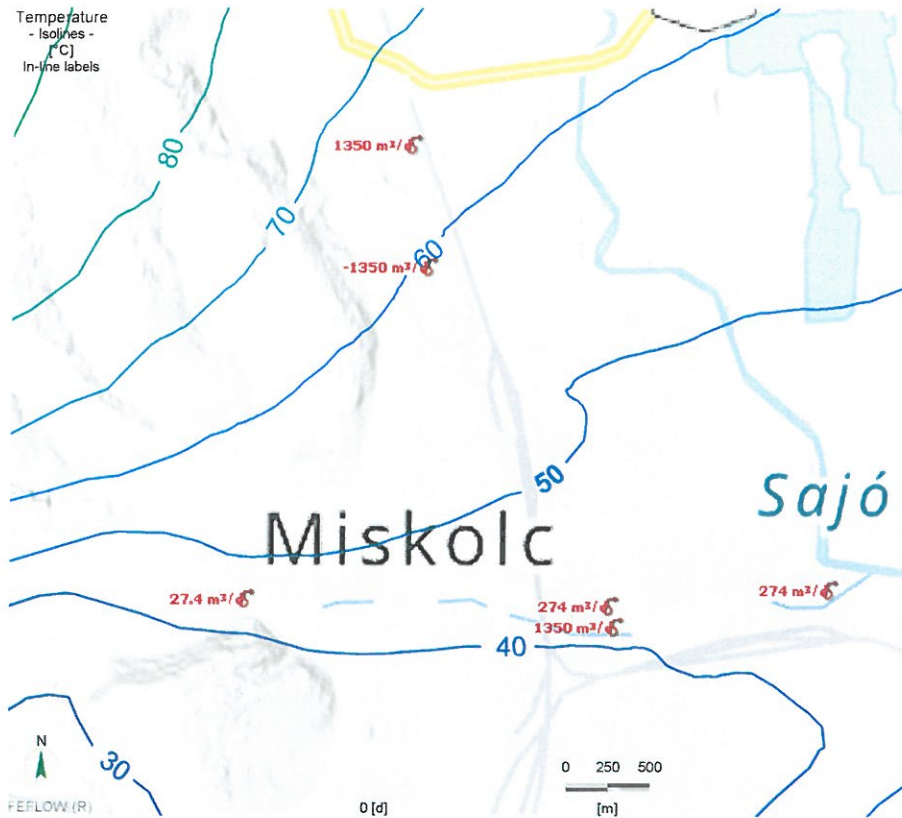 Temperature
- Isolines -
[°C]
In-line labels
80
70
60
50
40
30
1350 m³/
-1350 m³/
27.4 m³/
274 m³/
1350 m³/
274 m³/
Miskolc
Sajó
N
FEFLOW (R)
0 [d]
0 250 500
[m]